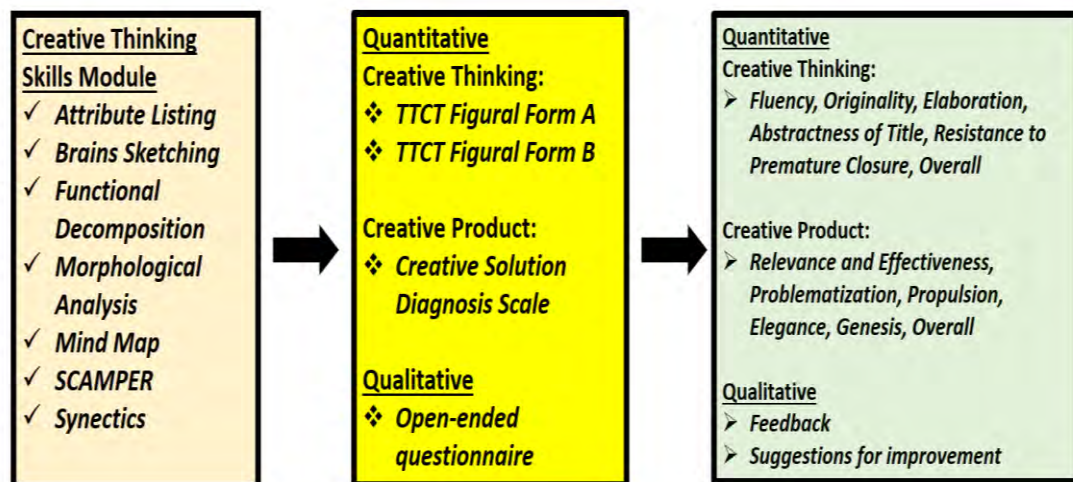 Creative Thinking
Skills Module
✓ Attribute Listing
✓ Brains Sketching
✓ Functional
Decomposition
✓ Morphological
Analysis
✓ Mind Map
✓ SCAMPER
✓ Synectics
Quantitative
Creative Thinking:
❖ TTCT Figural Form A
❖ TTCT Figural Form B
Creative Product:
❖ Creative Solution
Diagnosis Scale
Qualitative
❖ Open-ended
questionnaire
Quantitative
Creative Thinking:
➢ Fluency, Originality, Elaboration,
Abstractness of Title, Resistance to
Premature Closure, Overall
Creative Product:
➢ Relevance and Effectiveness,
Problematization, Propulsion,
Elegance, Genesis, Overall
Qualitative
➢ Feedback
➢ Suggestions for improvement